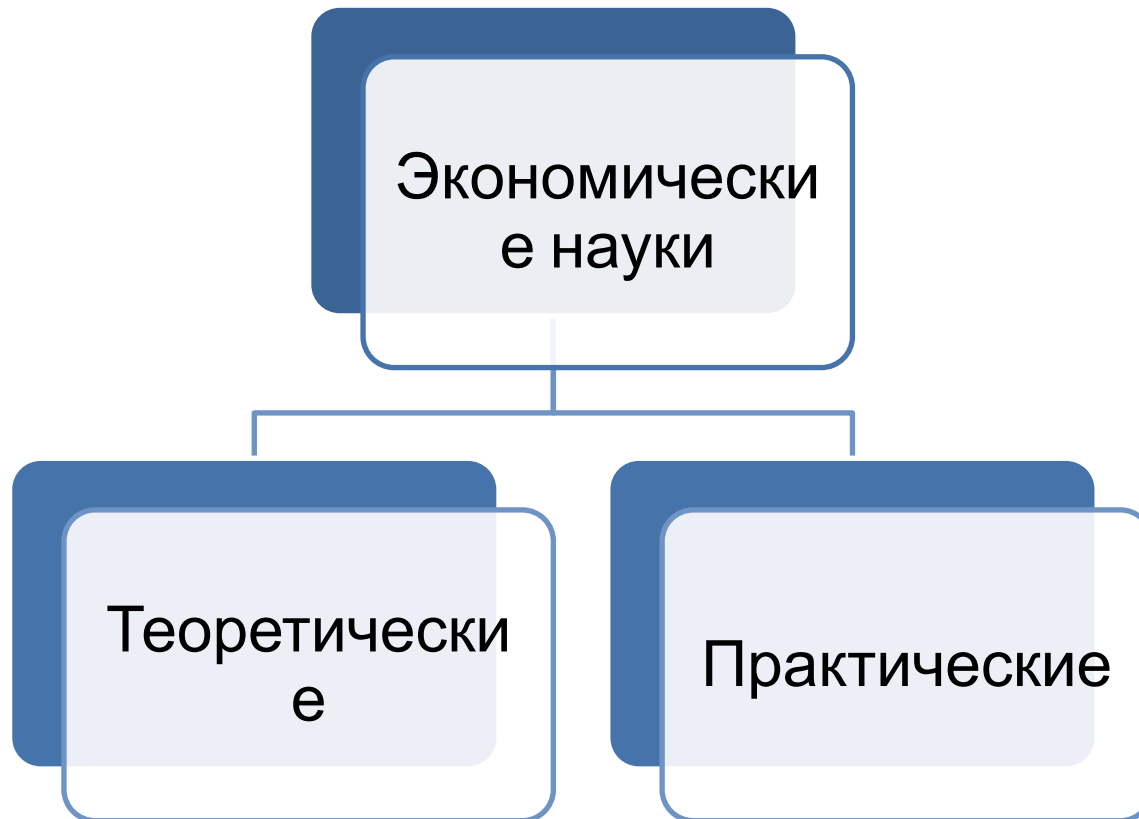 Экономически
е науки
Теоретически
е
Практические